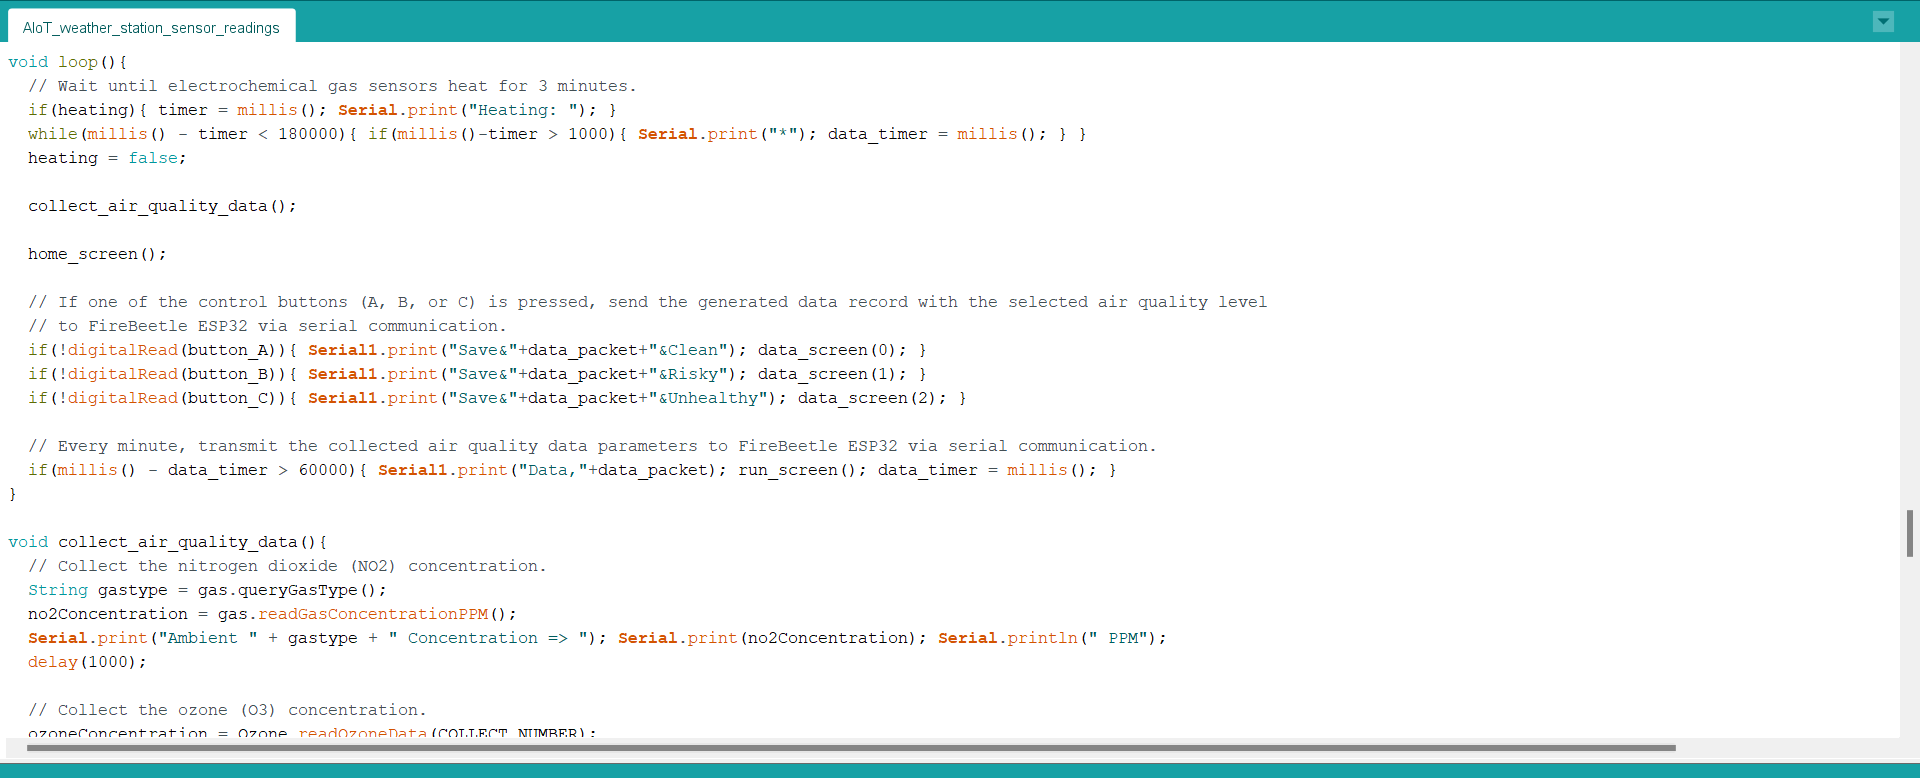 AIoT_weather_station_sensor_readings
void loop(){
  // Wait until electrochemical gas sensors heat for 3 minutes.
  if(heating){ timer = millis(); Serial.print("Heating: "); }
  while(millis() - timer < 180000){ if(millis()-timer > 1000){ Serial.print("*"); data_timer = millis(); } }
  heating = false;

  collect_air_quality_data();

  home_screen();

  // If one of the control buttons (A, B, or C) is pressed, send the generated data record with the selected air quality level
  // to FireBeetle ESP32 via serial communication.
  if(!digitalRead(button_A)){ Serial1.print("Save&"+data_packet+"&Clean"); data_screen(0); }
  if(!digitalRead(button_B)){ Serial1.print("Save&"+data_packet+"&Risky"); data_screen(1); }
  if(!digitalRead(button_C)){ Serial1.print("Save&"+data_packet+"&Unhealthy"); data_screen(2); }

  // Every minute, transmit the collected air quality data parameters to FireBeetle ESP32 via serial communication.
  if(millis() - data_timer > 60000){ Serial1.print("Data,"+data_packet); run_screen(); data_timer = millis(); }
}

void collect_air_quality_data(){
  // Collect the nitrogen dioxide (NO2) concentration.
  String gastype = gas.queryGasType();
  no2Concentration = gas.readGasConcentrationPPM();
  Serial.print("Ambient " + gastype + " Concentration => "); Serial.print(no2Concentration); Serial.println(" PPM");
  delay(1000);

  // Collect the ozone (O3) concentration.
  ozoneConcentration = Ozone.readOzoneData(COLLECT_NUMBER);